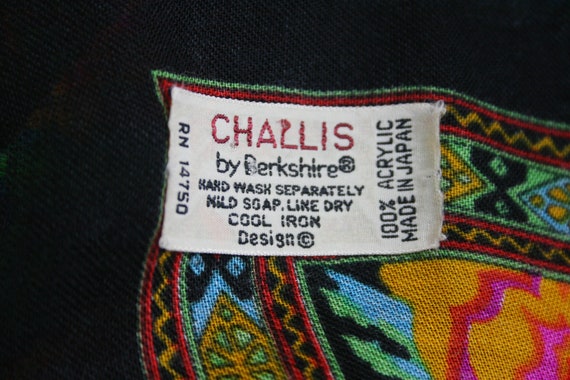 CHALLIS
by Berkshire®
HAND WASH SEPARATELY
MILD SOAP. LINE DRY
COOL IRON
Design ©
RN 14750
100% ACRYLIC
MADE IN JAPAN